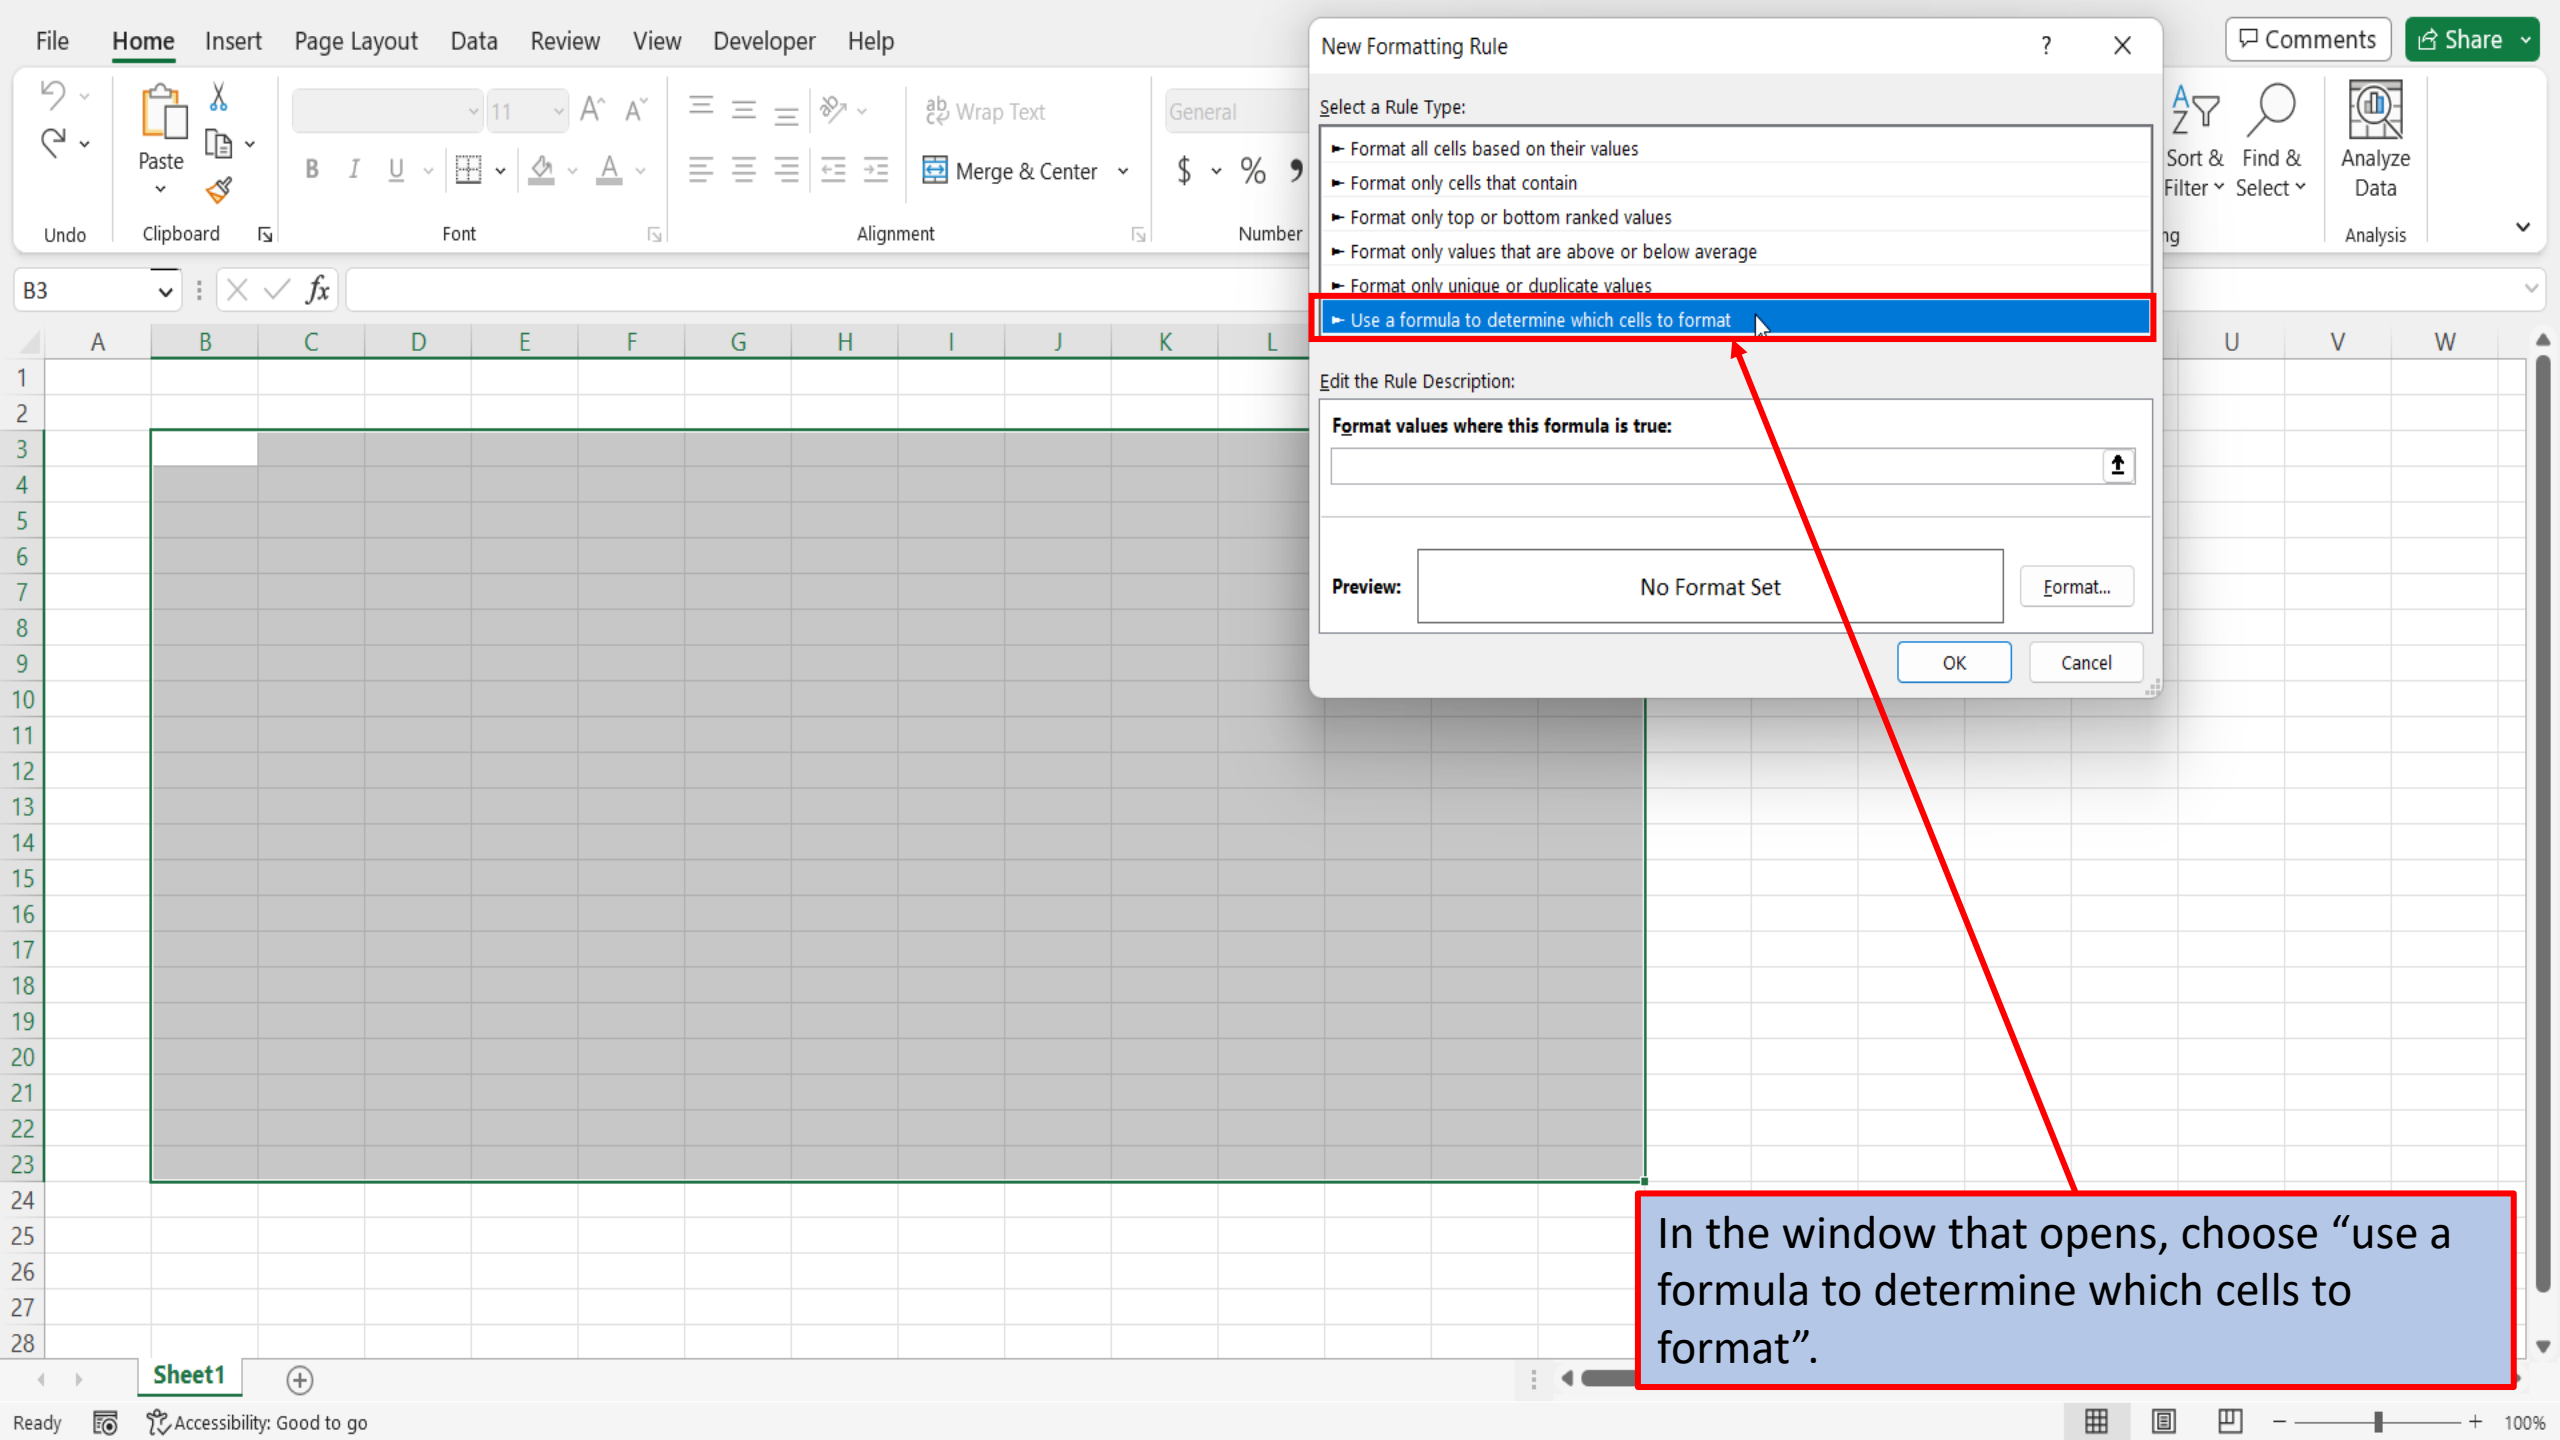 File Home Insert Page Layout Data Review View Developer Help
Comments Share
Paste
11 A^ A˅
ab Wrap Text
General
B I U A
Merge & Center
$ % 9
Sort & Filter
Find & Select
Analyze Data
Undo Clipboard Font Alignment Number ng Analysis
B3 fx
New Formatting Rule ? X
Select a Rule Type:
► Format all cells based on their values
► Format only cells that contain
► Format only top or bottom ranked values
► Format only values that are above or below average
► Format only unique or duplicate values
► Use a formula to determine which cells to format
Edit the Rule Description:
Format values where this formula is true:
Preview: No Format Set Format...
OK Cancel
A B C D E F G H I J K L U V W
1
2
3
4
5
6
7
8
9
10
11
12
13
14
15
16
17
18
19
20
21
22
23
24
25
26
27
28
In the window that opens, choose “use a
formula to determine which cells to
format”.
Sheet1
Ready Accessibility: Good to go 100%